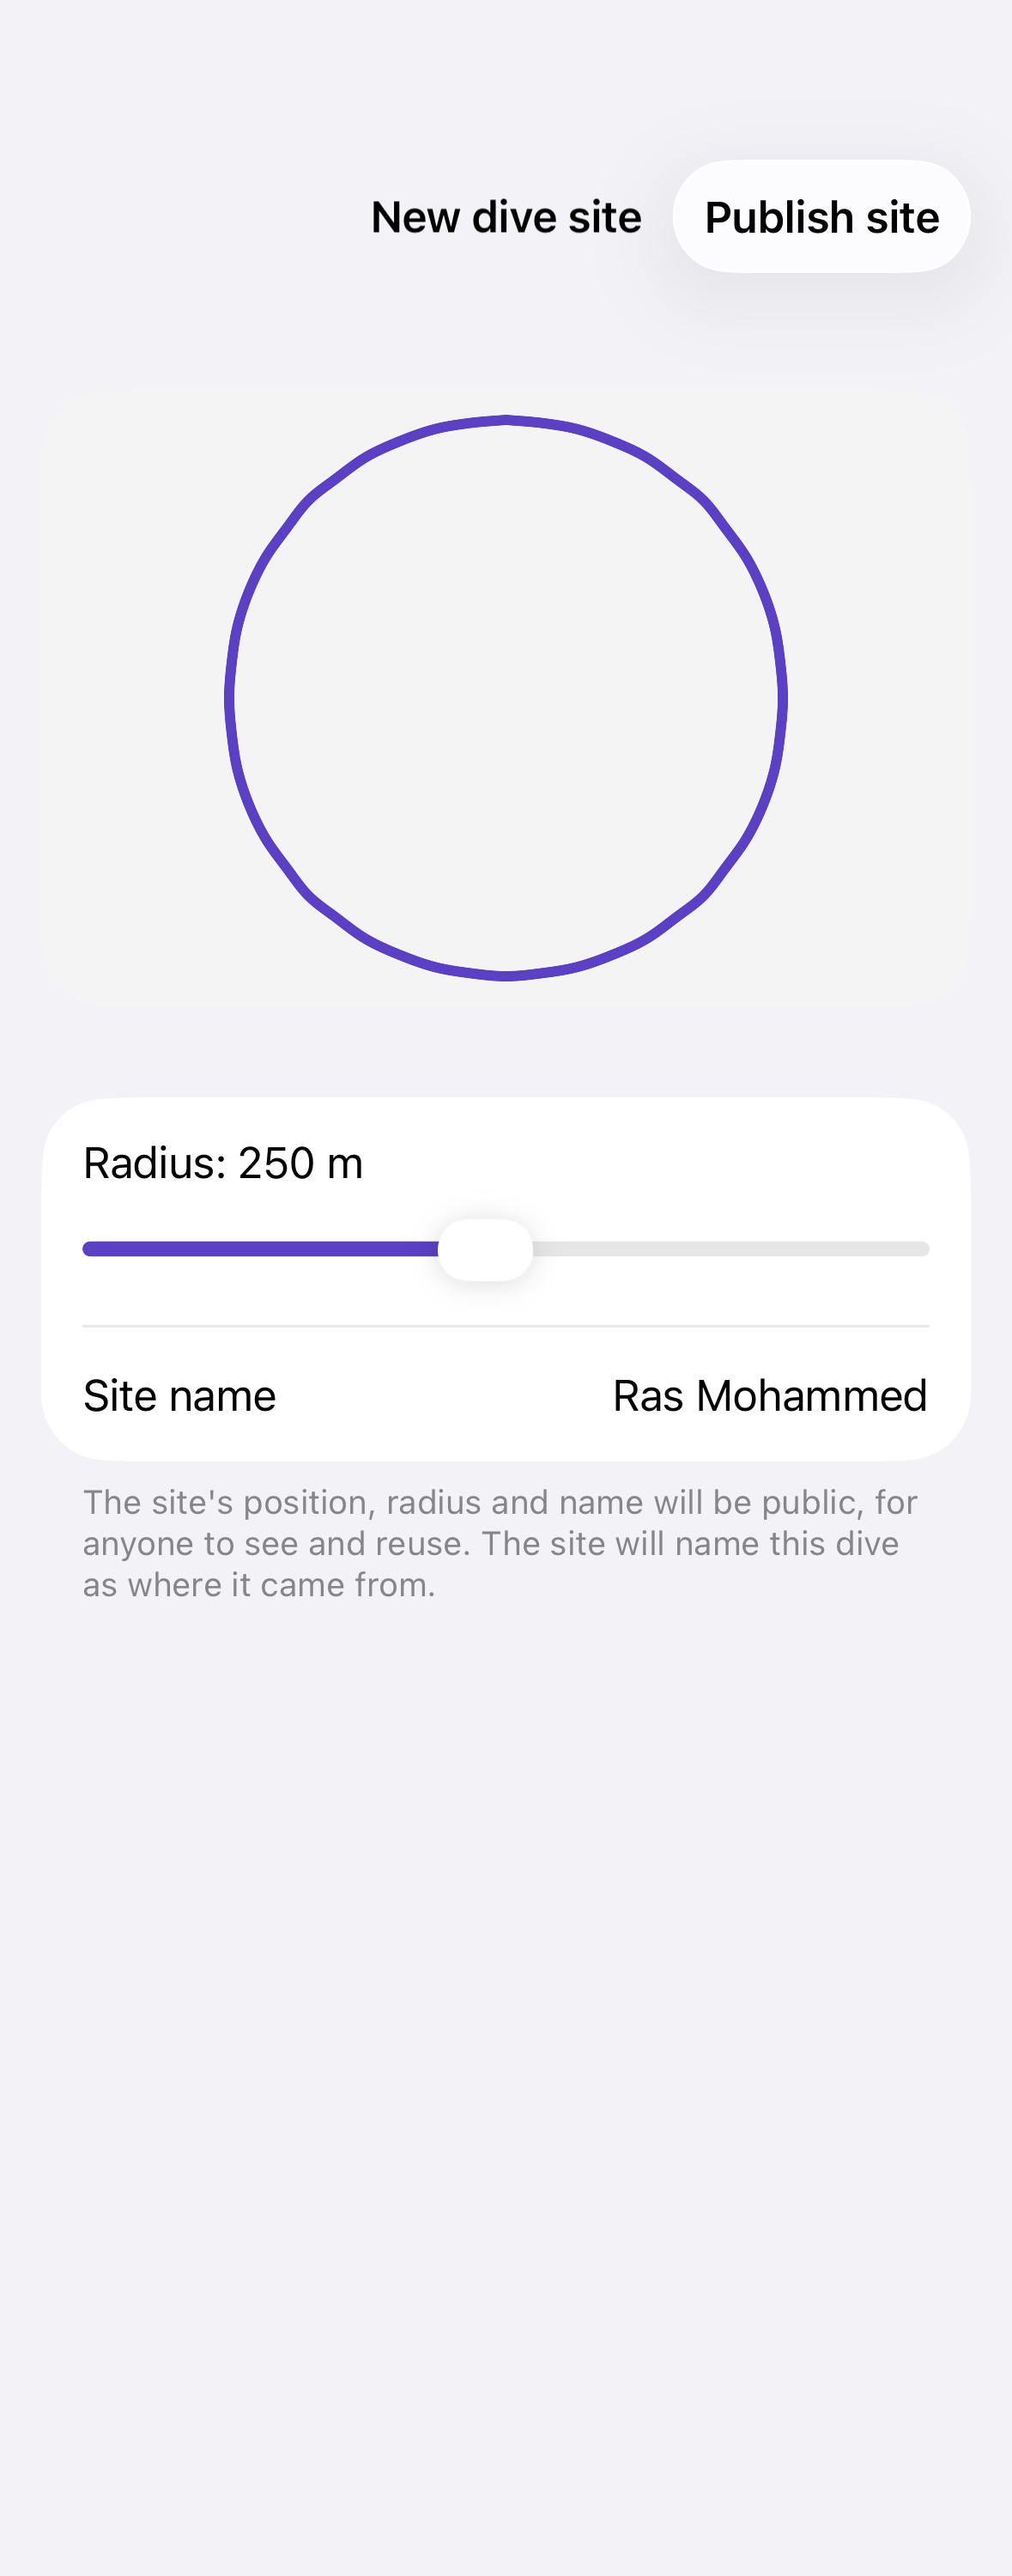 New dive site
Publish site
Radius: 250 m
Site name
Ras Mohammed
The site's position, radius and name will be public, for
anyone to see and reuse. The site will name this dive
as where it came from.